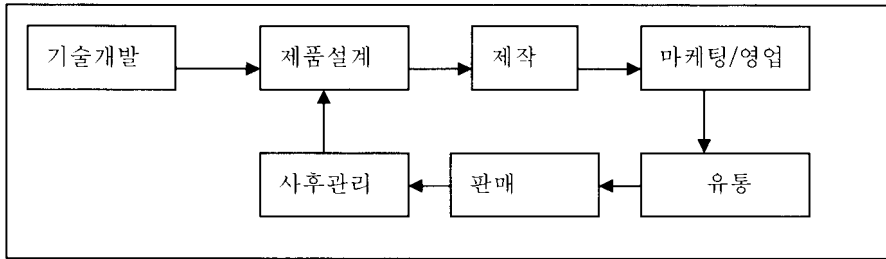 기술개발
제품설계
제작
마케팅/영업
사후관리
판매
유통